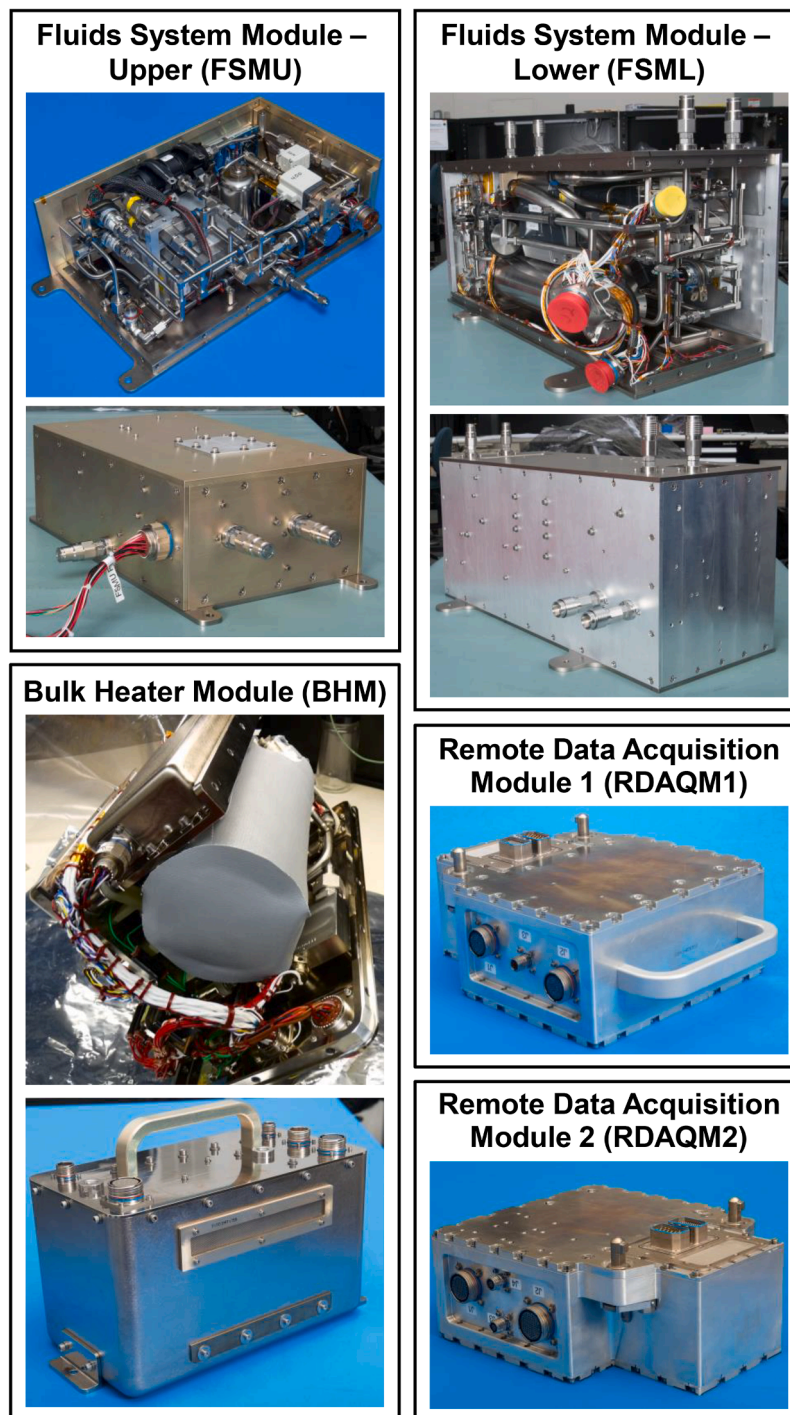 Fluids System Module –
Upper (FSMU)
Fluids System Module –
Lower (FSML)
Bulk Heater Module (BHM)
Remote Data Acquisition
Module 1 (RDAQM1)
Remote Data Acquisition
Module 2 (RDAQM2)